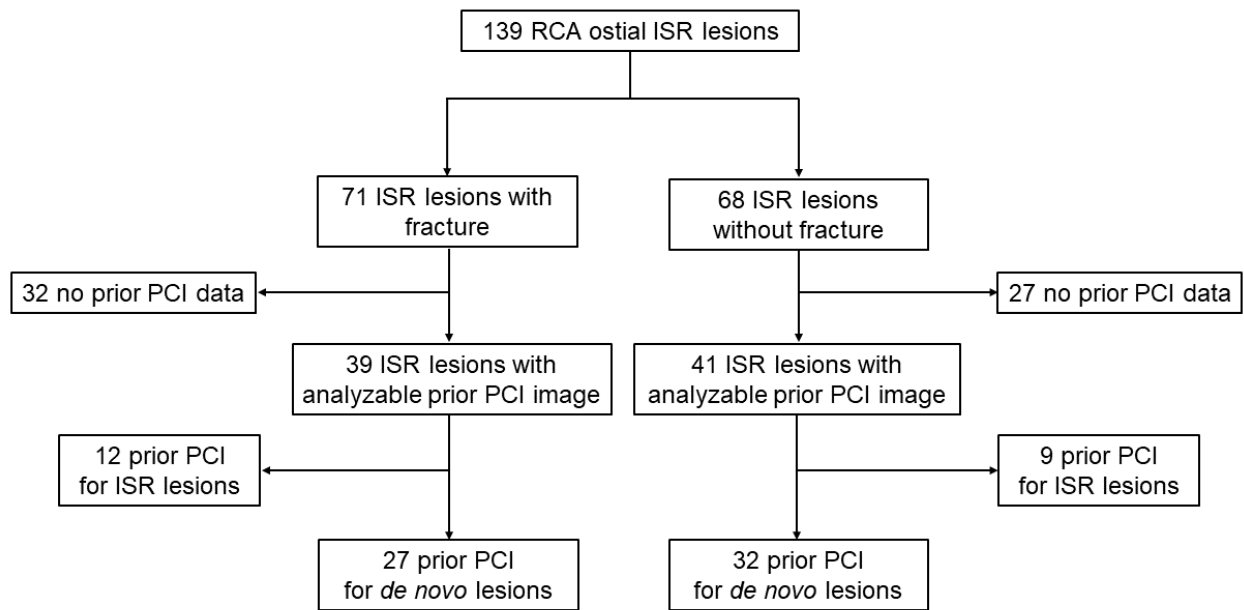 139 RCA ostial ISR lesions
71 ISR lesions with
fracture
68 ISR lesions
without fracture
32 no prior PCI data
27 no prior PCI data
39 ISR lesions with
analyzable prior PCI image
41 ISR lesions with
analyzable prior PCI image
12 prior PCI
for ISR lesions
9 prior PCI
for ISR lesions
27 prior PCI
for de novo lesions
32 prior PCI
for de novo lesions